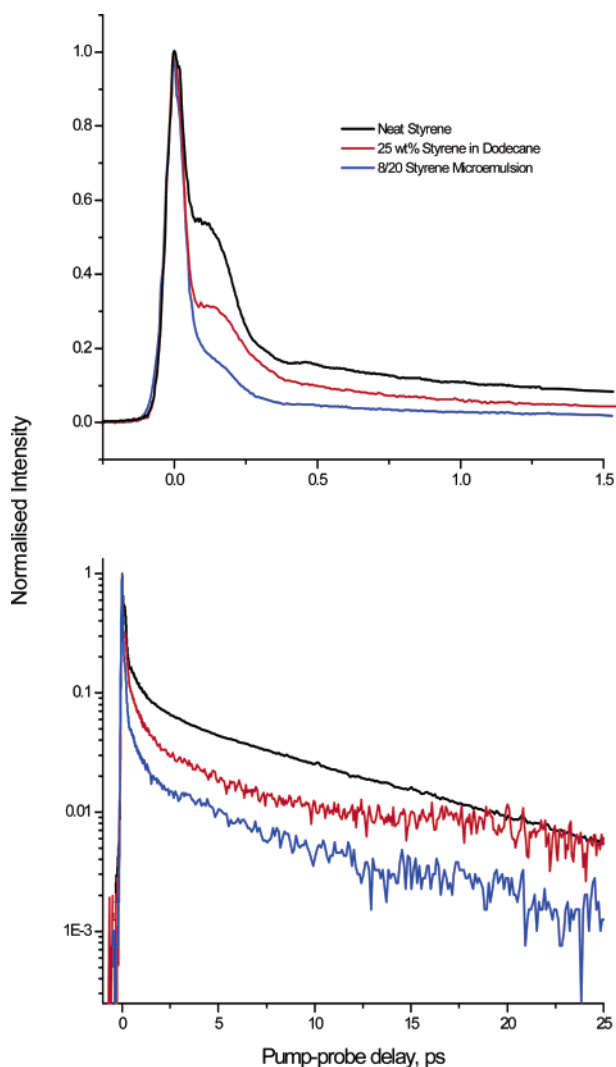 1.0
0.8
0.6
0.4
0.2
0.0
Neat Styrene
25 wt% Styrene in Dodecane
8/20 Styrene Microemulsion
0.0 0.5 1.0 1.5
Normalised Intensity
1
0.1
0.01
1E-3
0 5 10 15 20 25
Pump-probe delay, ps